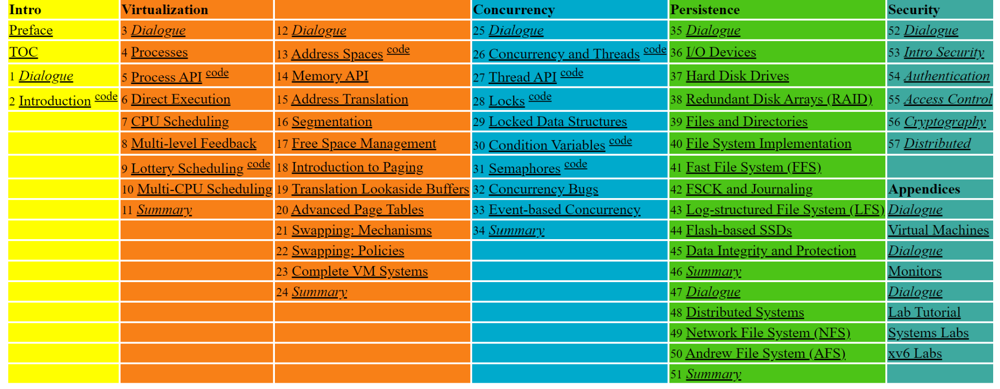 Intro Virtualization Concurrency Persistence Security
Preface 3 Dialogue 12 Dialogue 25 Dialogue 35 Dialogue 52 Dialogue
TOC 4 Processes 13 Address Spaces code 26 Concurrency and Threads code 36 I/O Devices 53 Intro Security
1 Dialogue 5 Process API code 14 Memory API 27 Thread API code 37 Hard Disk Drives 54 Authentication
2 Introduction code 6 Direct Execution 15 Address Translation 28 Locks code 38 Redundant Disk Arrays (RAID) 55 Access Control
7 CPU Scheduling 16 Segmentation 29 Locked Data Structures 39 Files and Directories 56 Cryptography
8 Multi-level Feedback 17 Free Space Management 30 Condition Variables code 40 File System Implementation 57 Distributed
9 Lottery Scheduling code 18 Introduction to Paging 31 Semaphores code 41 Fast File System (FFS)
10 Multi-CPU Scheduling 19 Translation Lookaside Buffers 32 Concurrency Bugs 42 FSCK and Journaling Appendices
11 Summary 20 Advanced Page Tables 33 Event-based Concurrency 43 Log-structured File System (LFS) Dialogue
21 Swapping: Mechanisms 34 Summary 44 Flash-based SSDs Virtual Machines
22 Swapping: Policies 45 Data Integrity and Protection Dialogue
23 Complete VM Systems 46 Summary Monitors
24 Summary 47 Dialogue Dialogue
48 Distributed Systems Lab Tutorial
49 Network File System (NFS) Systems Labs
50 Andrew File System (AFS) xv6 Labs
51 Summary